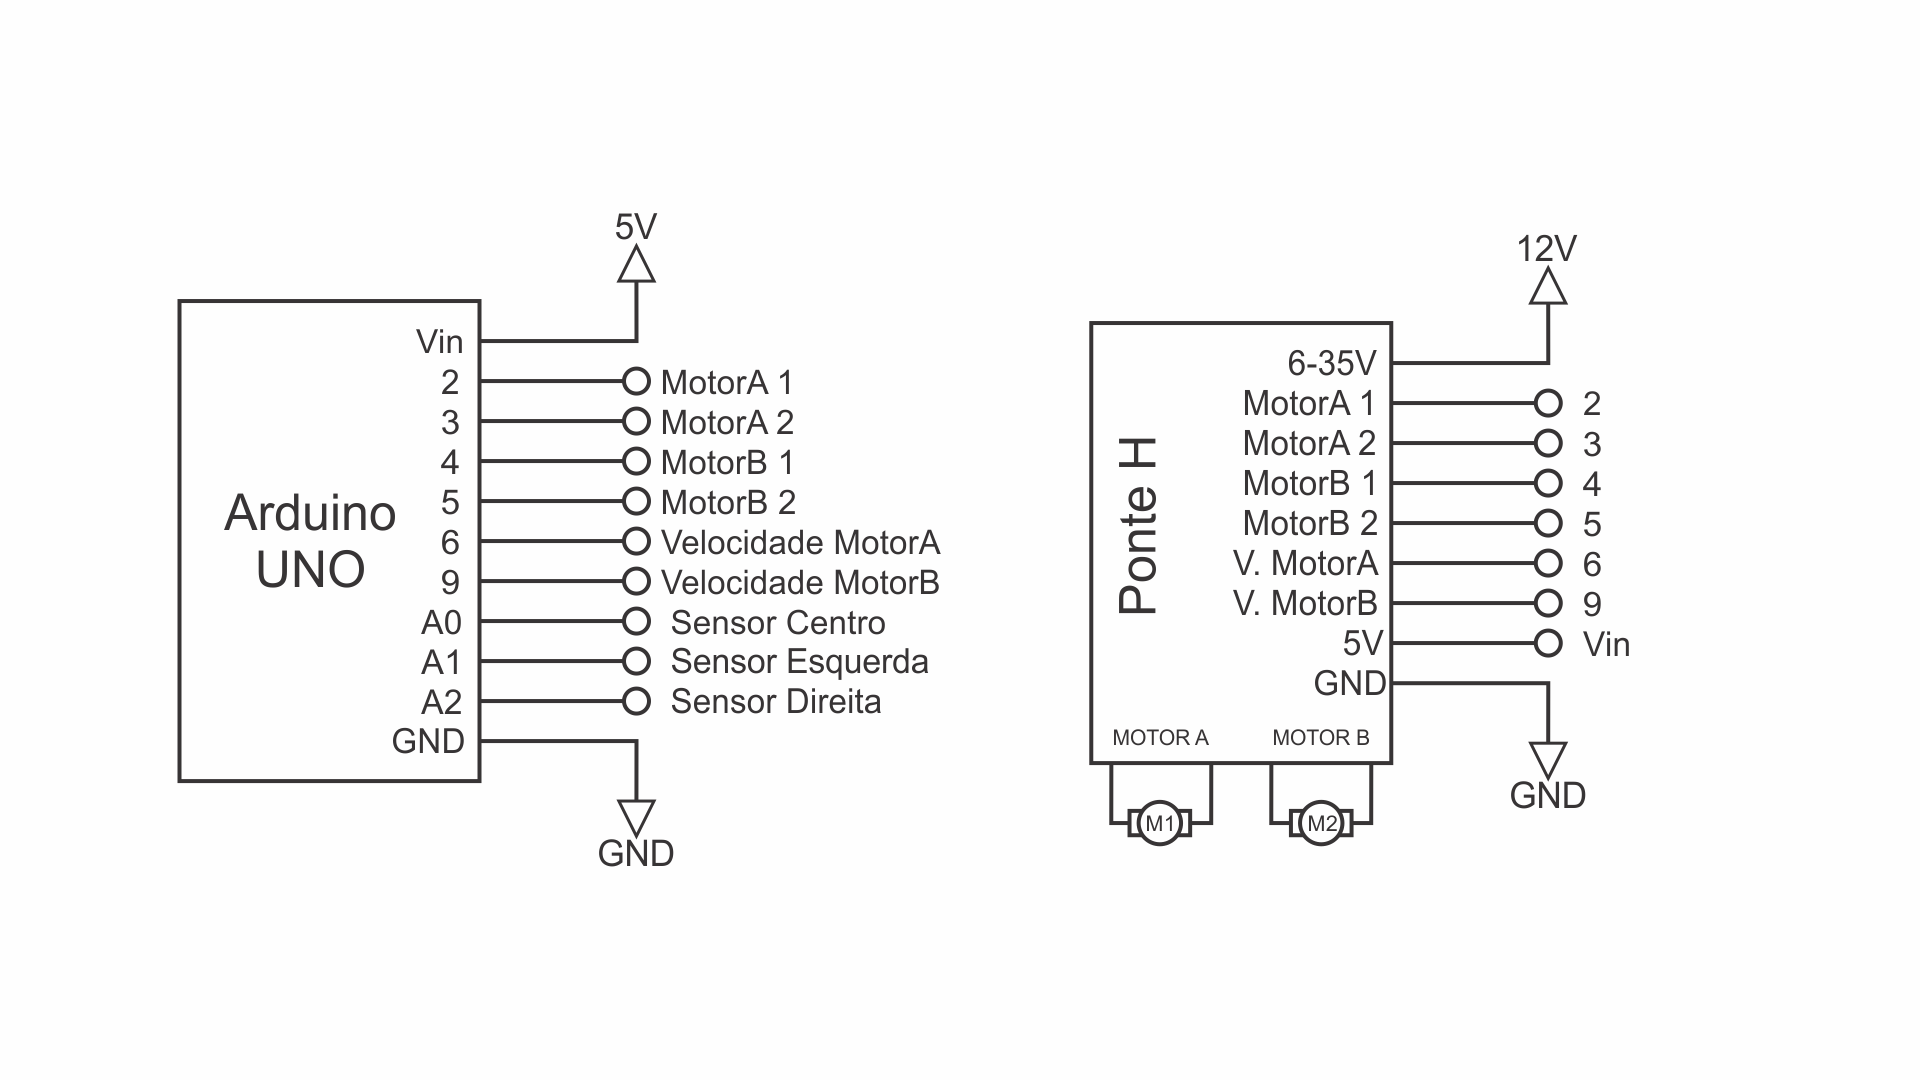 5V
Arduino
UNO
Vin
2
MotorA 1
3
MotorA 2
4
MotorB 1
5
MotorB 2
6
Velocidade MotorA
9
Velocidade MotorB
A0
Sensor Centro
A1
Sensor Esquerda
A2
Sensor Direita
GND
GND
12V
Ponte H
6-35V
MotorA 1
2
MotorA 2
3
MotorB 1
4
MotorB 2
5
V. MotorA
6
V. MotorB
9
5V
Vin
GND
GND
MOTOR A
MOTOR B
M1
M2